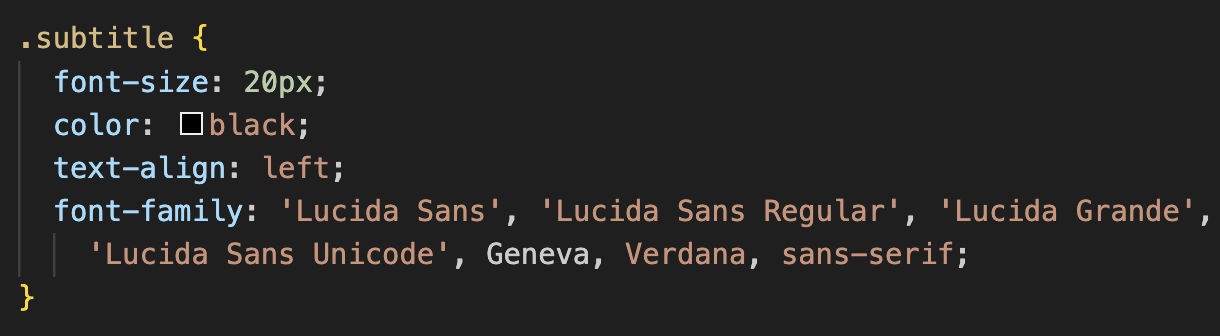 .subtitle {
  font-size: 20px;
  color: black;
  text-align: left;
  font-family: 'Lucida Sans', 'Lucida Sans Regular', 'Lucida Grande',
    'Lucida Sans Unicode', Geneva, Verdana, sans-serif;
}